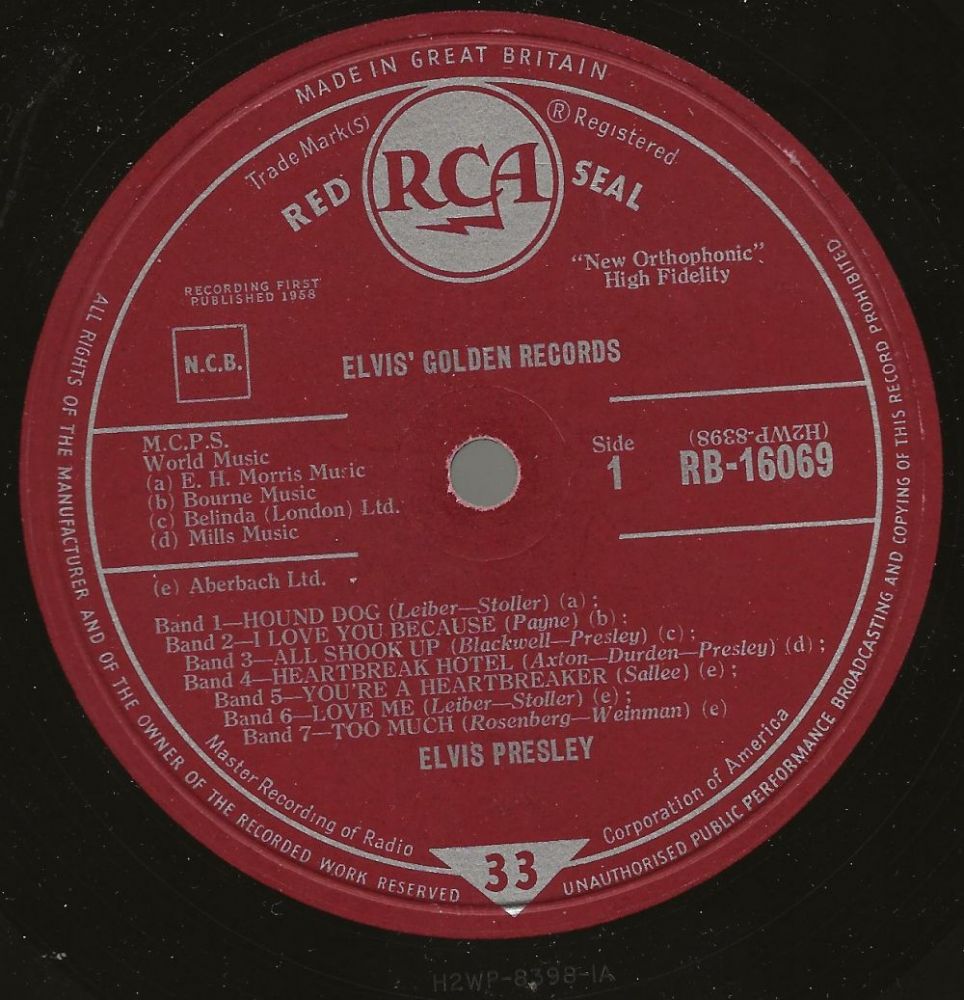 MADE IN GREAT BRITAIN
Trade Mark(s)
® Registered
RED
RCA
SEAL
"New Orthophonic"
High Fidelity
RECORDING FIRST
PUBLISHED 1958
N.C.B.
ELVIS' GOLDEN RECORDS
M.C.P.S.
World Music
(a) E. H. Morris Music
(b) Bourne Music
(c) Belinda (London) Ltd.
(d) Mills Music
(e) Aberbach Ltd.
Side
1
(H2WP-8398)
RB-16069
Band 1—HOUND DOG (Leiber—Stoller) (a) ;
Band 2—I LOVE YOU BECAUSE (Payne) (b) ;
Band 3—ALL SHOOK UP (Blackwell—Presley) (c) ;
Band 4—HEARTBREAK HOTEL (Axton—Durden—Presley) (d) ;
Band 5—YOU'RE A HEARTBREAKER (Sallee) (e) ;
Band 6—LOVE ME (Leiber—Stoller) (e) ;
Band 7—TOO MUCH (Rosenberg—Weinman) (e)
ELVIS PRESLEY
Master Recording of Radio
Corporation of America
33
ALL RIGHTS OF THE MANUFACTURER AND OF THE OWNER OF THE RECORDED WORK RESERVED
UNAUTHORISED PUBLIC PERFORMANCE BROADCASTING AND COPYING OF THIS RECORD PROHIBITED
H2WP-8398-1A